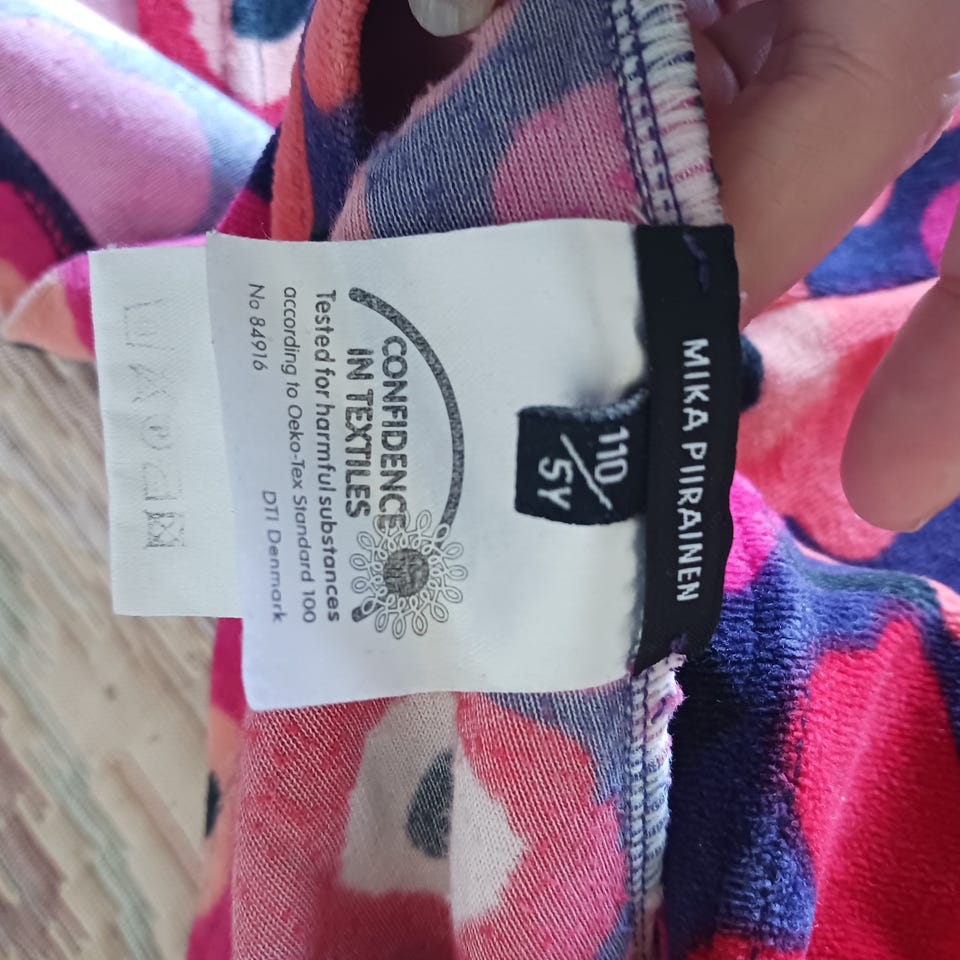 MIKA PIIRAINEN
110/5Y
CONFIDENCE
IN TEXTILES
Tested for harmful substances
according to Oeko-Tex Standard 100
No 84916 DTI Denmark